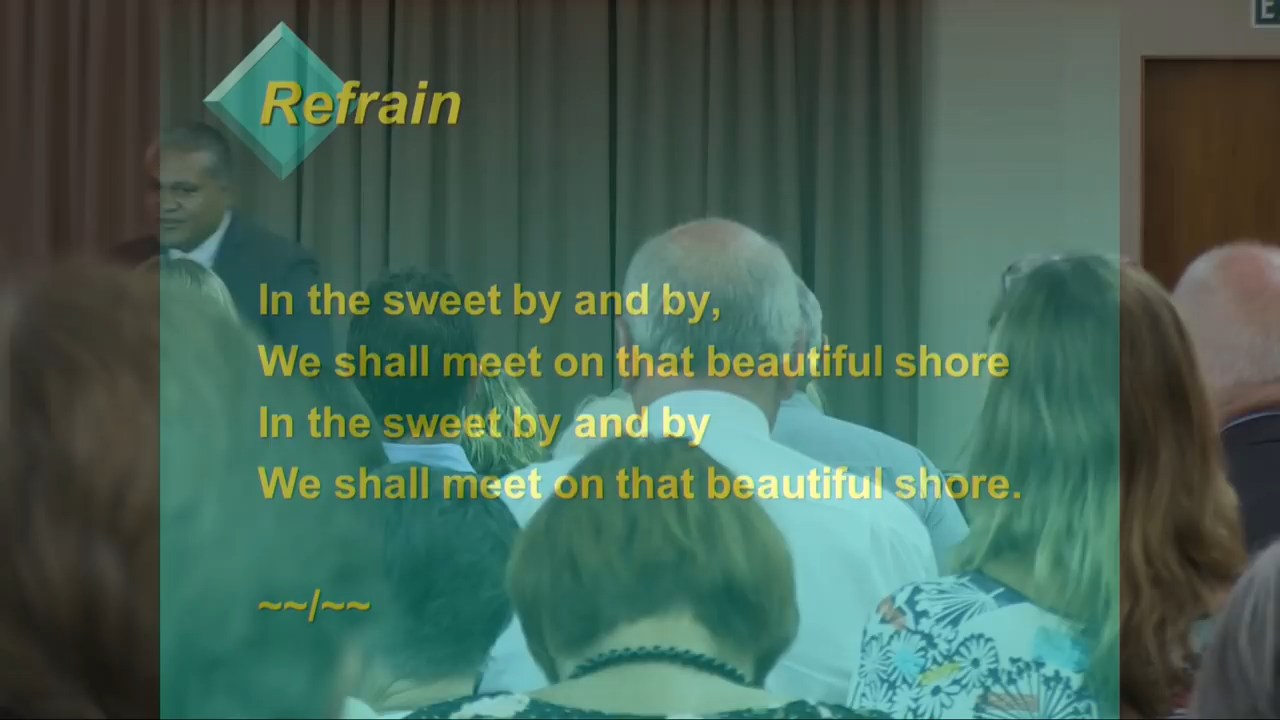 Refrain
In the sweet by and by,
We shall meet on that beautiful shore
In the sweet by and by
We shall meet on that beautiful shore.
~~/~~